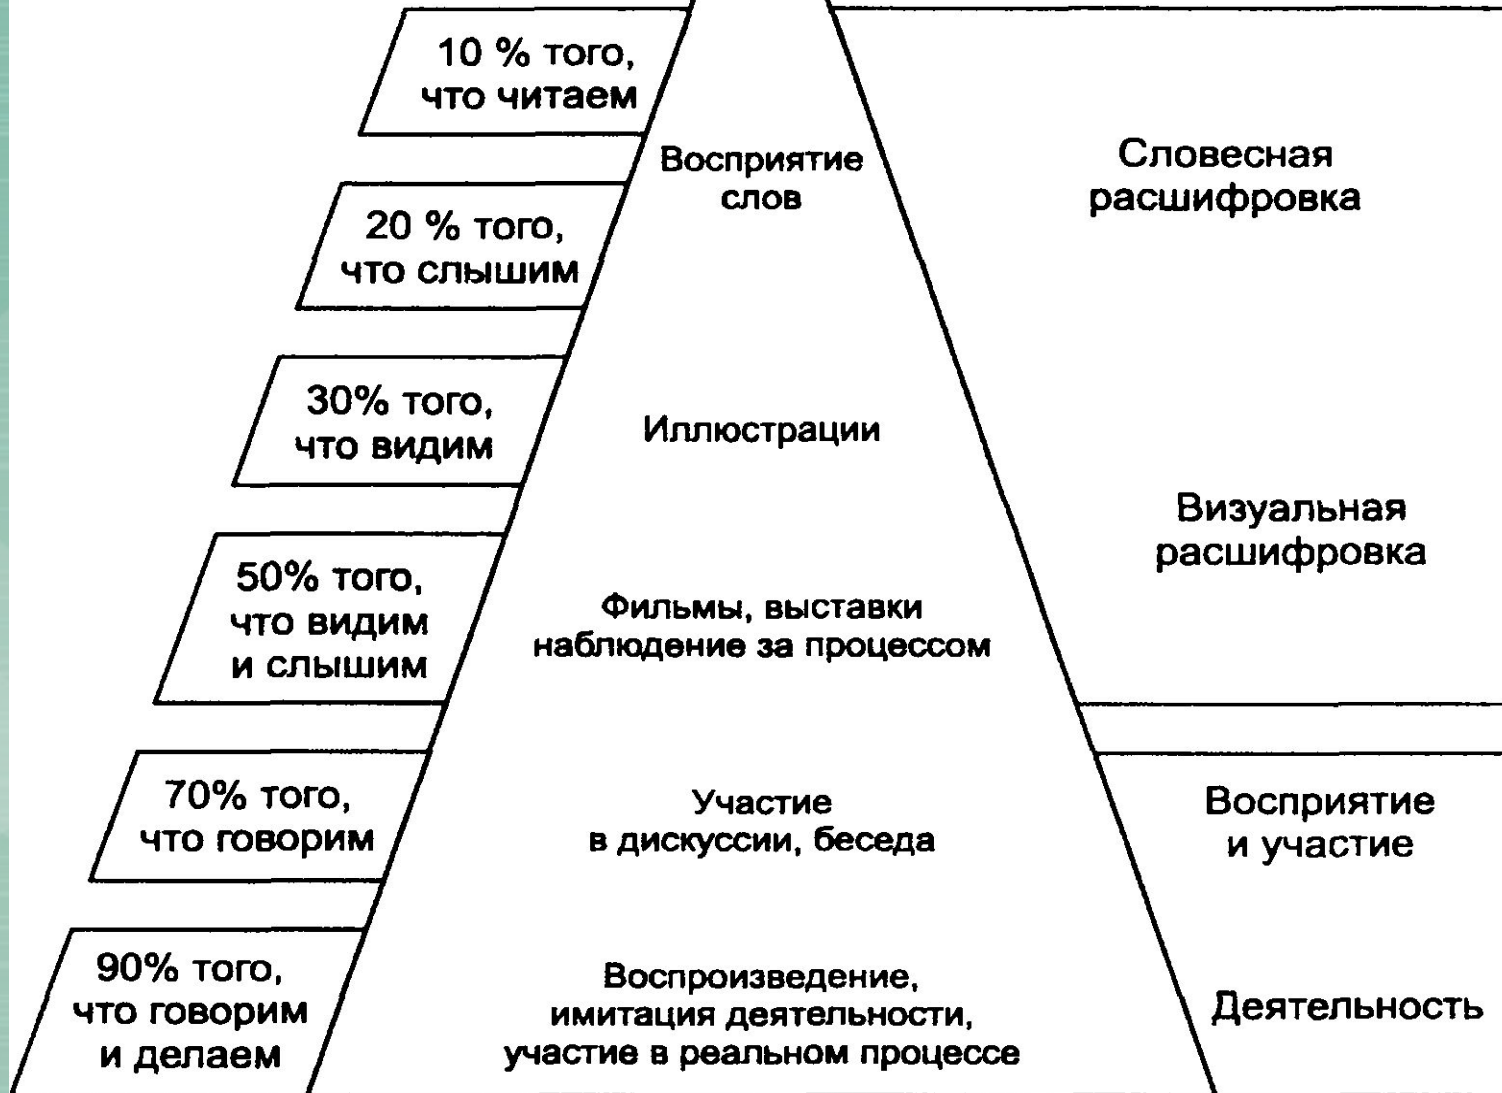 10 % того,
что читаем
Восприятие
слов
Словесная
расшифровка
20 % того,
что слышим
30% того,
что видим
Иллюстрации
Визуальная
расшифровка
50% того,
что видим
и слышим
Фильмы, выставки
наблюдение за процессом
70% того,
что говорим
Участие
в дискуссии, беседа
Восприятие
и участие
90% того,
что говорим
и делаем
Воспроизведение,
имитация деятельности,
участие в реальном процессе
Деятельность